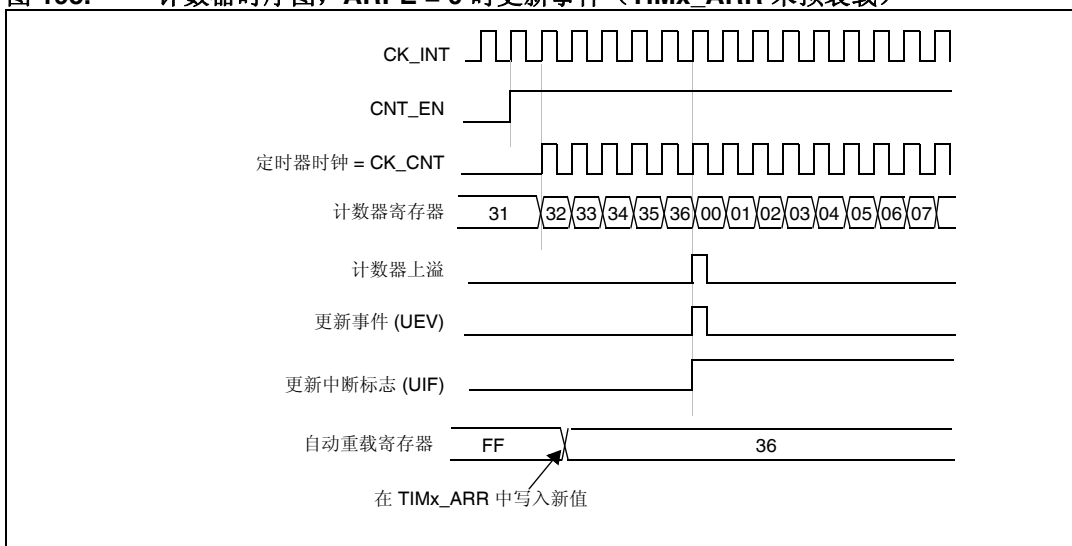 CK_INT
CNT_EN
定时器时钟 = CK_CNT
计数器寄存器 31 32 33 34 35 36 00 01 02 03 04 05 06 07
计数器上溢
更新事件 (UEV)
更新中断标志 (UIF)
自动重载寄存器 FF 36
在 TIMx_ARR 中写入新值